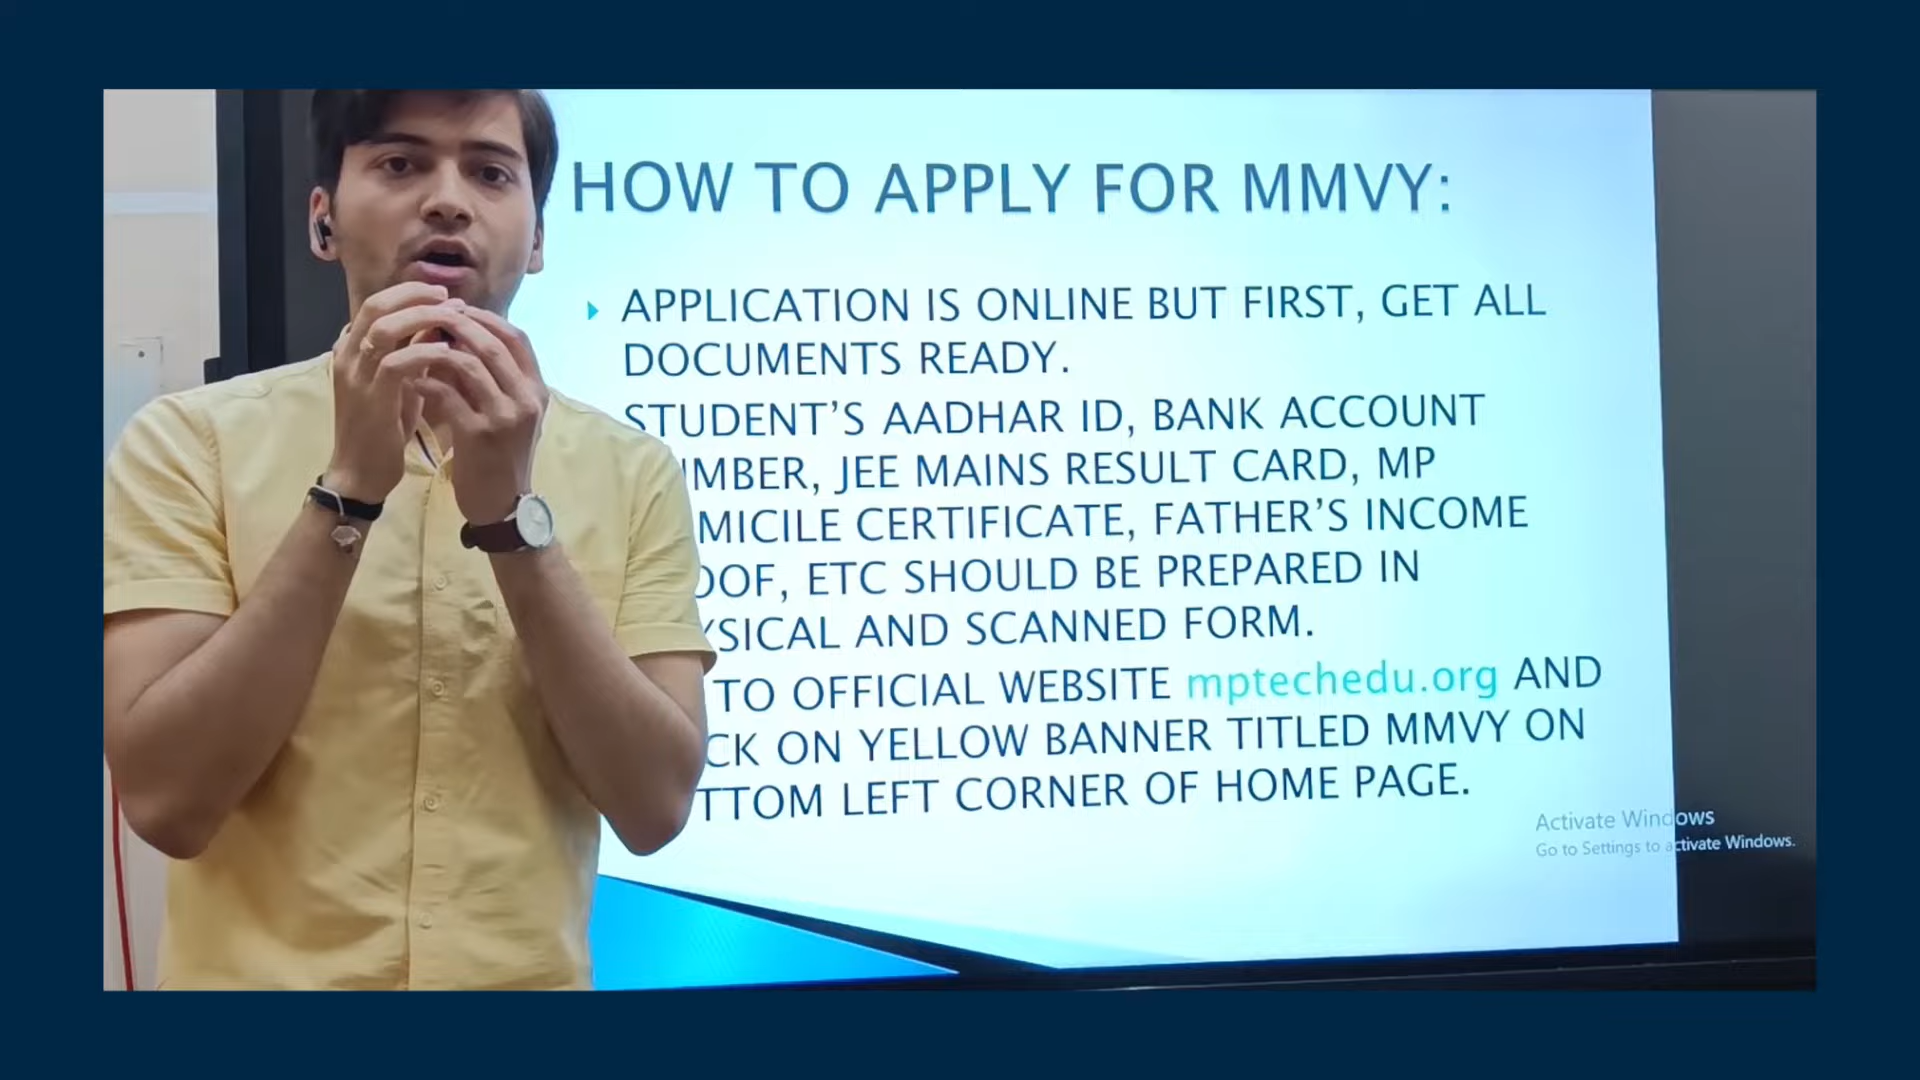 HOW TO APPLY FOR MMVY:
APPLICATION IS ONLINE BUT FIRST, GET ALL
DOCUMENTS READY.
STUDENT'S AADHAR ID, BANK ACCOUNT
MBER, JEE MAINS RESULT CARD, MP
MICILE CERTIFICATE, FATHER'S INCOME
OOF, ETC SHOULD BE PREPARED IN
YSICAL AND SCANNED FORM.
TO OFFICIAL WEBSITE mptechedu.org AND
CK ON YELLOW BANNER TITLED MMVY ON
TTOM LEFT CORNER OF HOME PAGE.
Activate Windows
Go to Settings to activate Windows.